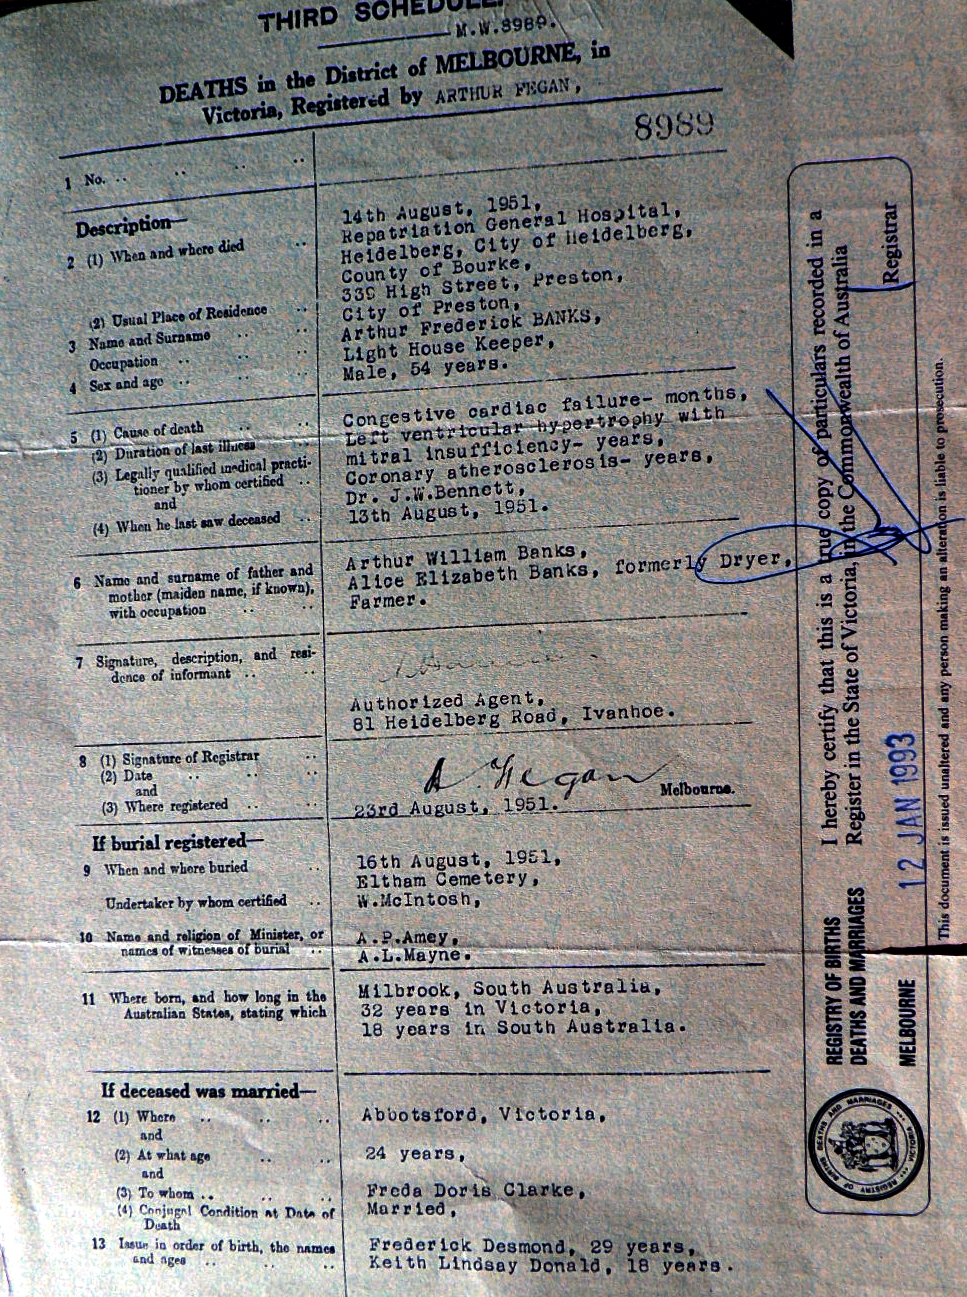 THIRD SCHEDULE.
M.W.8989.
DEATHS in the District of MELBOURNE, in
Victoria, Registered by ARTHUR FEGAN,
1 No. .. .. .. 8989
Description—
2 (1) When and where died .. 14th August, 1951,
Repatriation General Hospital,
Heidelberg, City of Heidelberg,
County of Bourke,
(2) Usual Place of Residence .. 339 High Street, Preston,
City of Preston,
3 Name and Surname .. .. Arthur Frederick BANKS,
Occupation .. .. Light House Keeper,
4 Sex and age .. .. Male, 54 years.
5 (1) Cause of death .. .. Congestive cardiac failure- months,
(2) Duration of last illness .. Left ventricular hypertrophy with
mitral insufficiency- years,
(3) Legally qualified medical practi-
tioner by whom certified .. Coronary atherosclerosis- years,
and Dr. J.W.Bennett,
(4) When he last saw deceased .. 13th August, 1951.
6 Name and surname of father and Arthur William Banks,
mother (maiden name, if known), Alice Elizabeth Banks, formerly Dryer,
with occupation .. .. Farmer.
7 Signature, description, and resi-
dence of informant .. .. Authorized Agent,
81 Heidelberg Road, Ivanhoe.
8 (1) Signature of Registrar .. A. Fegan
(2) Date .. .. .. Melbourne.
and
(3) Where registered .. .. 23rd August, 1951.
If burial registered—
9 When and where buried .. 16th August, 1951,
Eltham Cemetery,
Undertaker by whom certified .. W.McIntosh,
10 Name and religion of Minister, or A.P.Amey,
names of witnesses of burial .. A.L.Mayne.
11 Where born, and how long in the Milbrook, South Australia,
Australian States, stating which 32 years in Victoria,
18 years in South Australia.
If deceased was married—
12 (1) Where .. .. .. Abbotsford, Victoria,
and
(2) At what age .. .. 24 years,
and
(3) To whom .. .. .. Freda Doris Clarke,
(4) Conjugal Condition at Date of Married,
Death
13 Issue in order of birth, the names Frederick Desmond, 29 years,
and ages .. .. .. Keith Lindsay Donald, 18 years.
REGISTRY OF BIRTHS
DEATHS AND MARRIAGES
MELBOURNE
I hereby certify that this is a true copy of particulars recorded in a
Register in the State of Victoria, in the Commonwealth of Australia
12 JAN 1993
Registrar
This document is issued unaltered and any person making an alteration is liable to prosecution.
REGISTRY OF BIRTHS DEATHS AND MARRIAGES VICTORIA